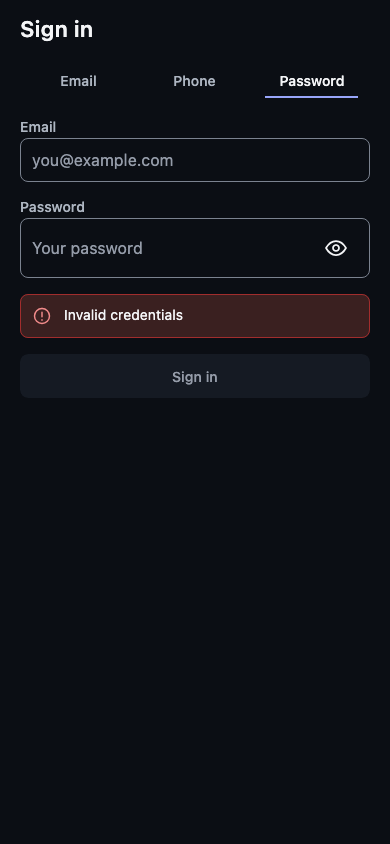 Sign in
Email Phone Password
Email
you@example.com
Password
Your password
Invalid credentials
Sign in